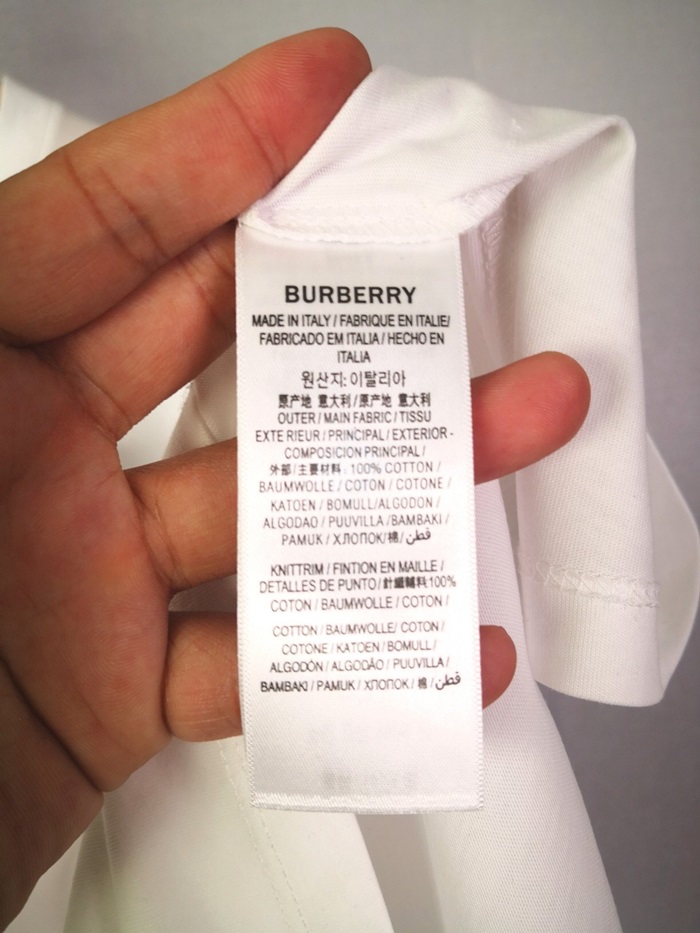 BURBERRY
MADE IN ITALY / FABRIQUE EN ITALIE/
FABRICADO EM ITALIA / HECHO EN
ITALIA
원산지: 이탈리아
原产地 意大利 / 原产地 意大利
OUTER / MAIN FABRIC / TISSU
EXTE RIEUR / PRINCIPAL / EXTERIOR -
COMPOSICION PRINCIPAL /
外部 / 主要材料 : 100% COTTON /
BAUMWOLLE / COTON / COTONE /
KATOEN / BOMULL/ALGODON /
ALGODAO / PUUVILLA /BAMBAKI /
PAMUK / ХЛОПОК/棉/ قطن
KNITTRIM / FINTION EN MAILLE /
DETALLES DE PUNTO / 針織輔料:100%
COTON / BAUMWOLLE / COTON /
COTTON / BAUMWOLLE/ COTON /
COTONE / KATOEN / BOMULL /
ALGODÓN / ALGODÃO / PUUVILLA /
BAMBAKI / PAMUK / ХЛОПОК / 棉 / قطن